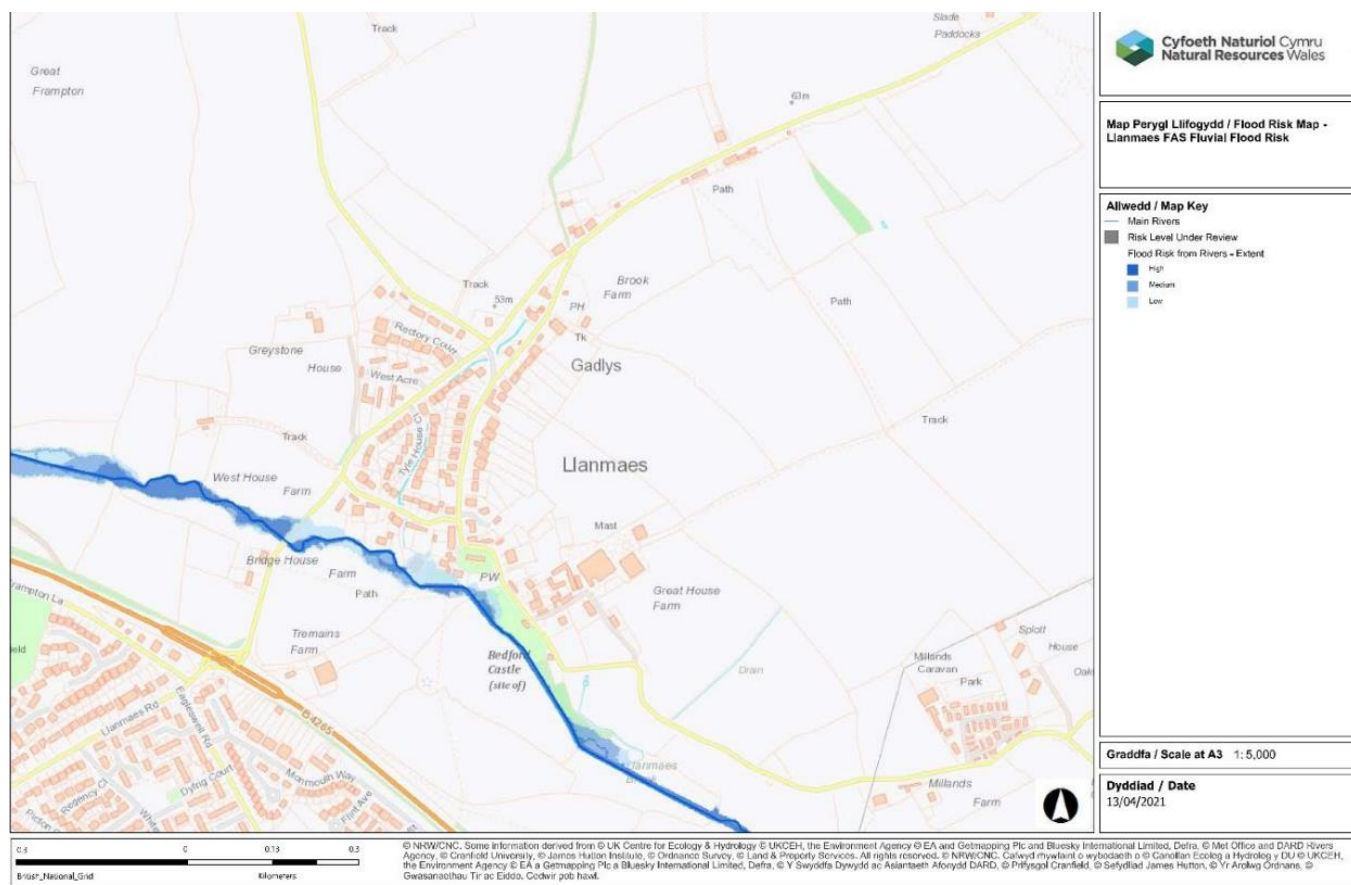 Great
Frampton
Track
Slade
Paddocks
63m
Path
Track
53m
Brook
Farm
PH
Tk
Path
Rectory
Greystone
House
West Acre
Gadlys
Tyle House Cl
Track
Track
Llanmaes
West House
Farm
Mast
Bridge House
Farm
Path
PW
Great House
Farm
Frampton La
Tremains
Farm
Bedford
Castle
(site of)
Drain
Splott
House
Millands
Caravan
Park
B4265
Eagleswell Rd
Llanmaes Rd
Dyfrig Court
Monmouth Way
Regency Cl
Flint Ave
Picton
Millands
Farm
Cyfoeth Naturiol Cymru
Natural Resources Wales
Map Perygl Llifogydd / Flood Risk Map -
Llanmaes FAS Fluvial Flood Risk
Allwedd / Map Key
Main Rivers
Risk Level Under Review
Flood Risk from Rivers - Extent
High
Medium
Low
Graddfa / Scale at A3 1: 5,000
Dyddiad / Date
13/04/2021
0.3 0 0.13 0.3
British_National_Grid Kilometers
© NRW/CNC. Some information derived from © UK Centre for Ecology & Hydrology © UKCEH, the Environment Agency © EA and Getmapping Plc and Bluesky International Limited, Defra, © Met Office and DARD Rivers
Agency, © Cranfield University, © James Hutton Institute, © Ordnance Survey, © Land & Property Services. All rights reserved. © NRW/CNC. Cafwyd rhywfaint o wybodaeth o © Canolfan Ecoleg a Hydroleg y DU © UKCEH,
the Environment Agency © EA a Getmapping Plc a Bluesky International Limited, Defra, © Y Swyddfa Dywydd ac Asiantaeth Afonydd DARD, © Prifysgol Cranfield, © Sefydliad James Hutton, © Yr Arolwg Ordnans, ©
Gwasanaethau Tir ac Eiddo. Cedwir pob hawl.